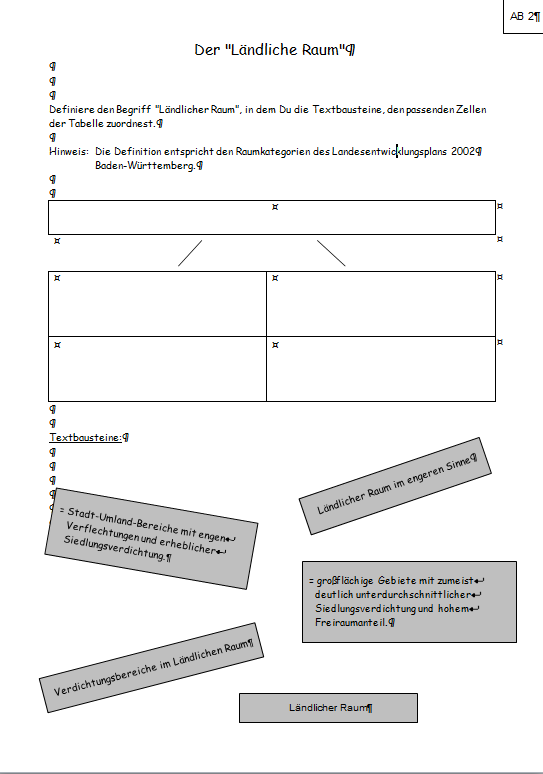 AB 2¶
Der "Ländliche Raum"¶
¶
¶
¶
Definiere den Begriff "Ländlicher Raum", in dem Du die Textbausteine, den passenden Zellen
der Tabelle zuordnest.¶
¶
Hinweis: Die Definition entspricht den Raumkategorien des Landesentwicklungsplans 2002¶
Baden-Württemberg.¶
¶
¶
¤ ¤
¤ ¤
¤ ¤ ¤
¤ ¤ ¤
¶
¶
Textbausteine:¶
¶
¶
¶
¶
¶
Ländlicher Raum im engeren Sinne¶
= Stadt-Umland-Bereiche mit engen↵
Verflechtungen und erheblicher↵
Siedlungsverdichtung.¶
= großflächige Gebiete mit zumeist↵
deutlich unterdurchschnittlicher↵
Siedlungsverdichtung und hohem↵
Freiraumanteil.¶
Verdichtungsbereiche im Ländlichen Raum¶
Ländlicher Raum¶